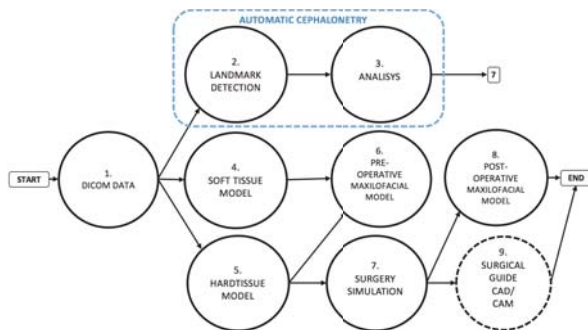 AUTOMATIC CEPHALONETRY
2.
LANDMARK
DETECTION
3.
ANALISYS
7
START
1.
DICOM DATA
4.
SOFT TISSUE
MODEL
6.
PRE-
OPERATIVE
MAXILOFACIAL
MODEL
8.
POST-
OPERATIVE
MAXILOFACIAL
MODEL
END
5.
HARDTISSUE
MODEL
7.
SURGERY
SIMULATION
9.
SURGICAL
GUIDE
CAD/
CAM